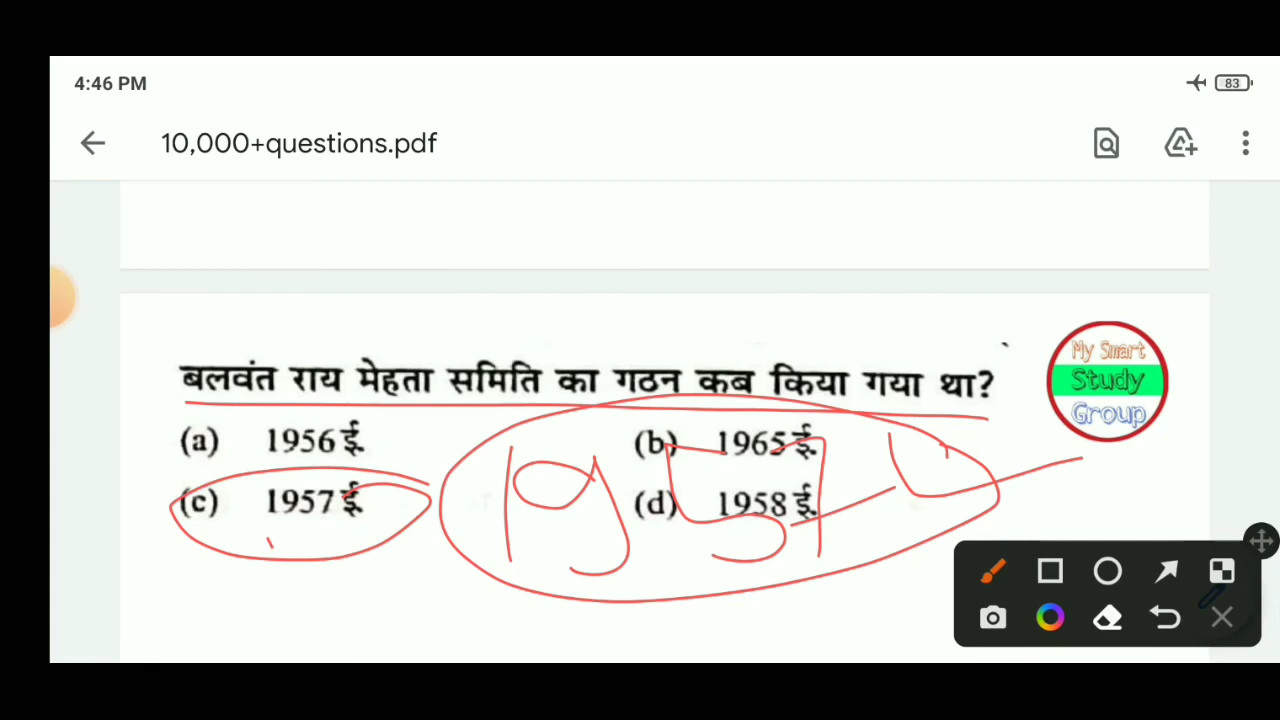 4:46 PM
83
10,000+questions.pdf
बलवंत राय मेहता समिति का गठन कब किया गया था?
My Smart
Study
Group
(a) 1956 ई.
(b) 1965 ई.
(c) 1957 ई.
(d) 1958 ई.
1957